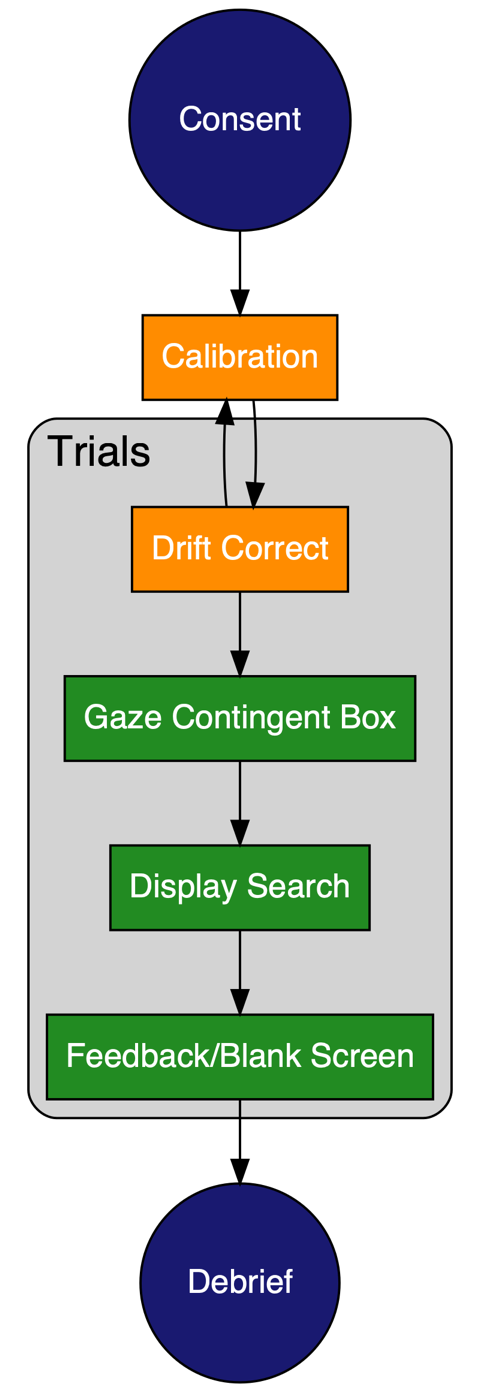 Consent
Calibration
Trials
Drift Correct
Gaze Contingent Box
Display Search
Feedback/Blank Screen
Debrief